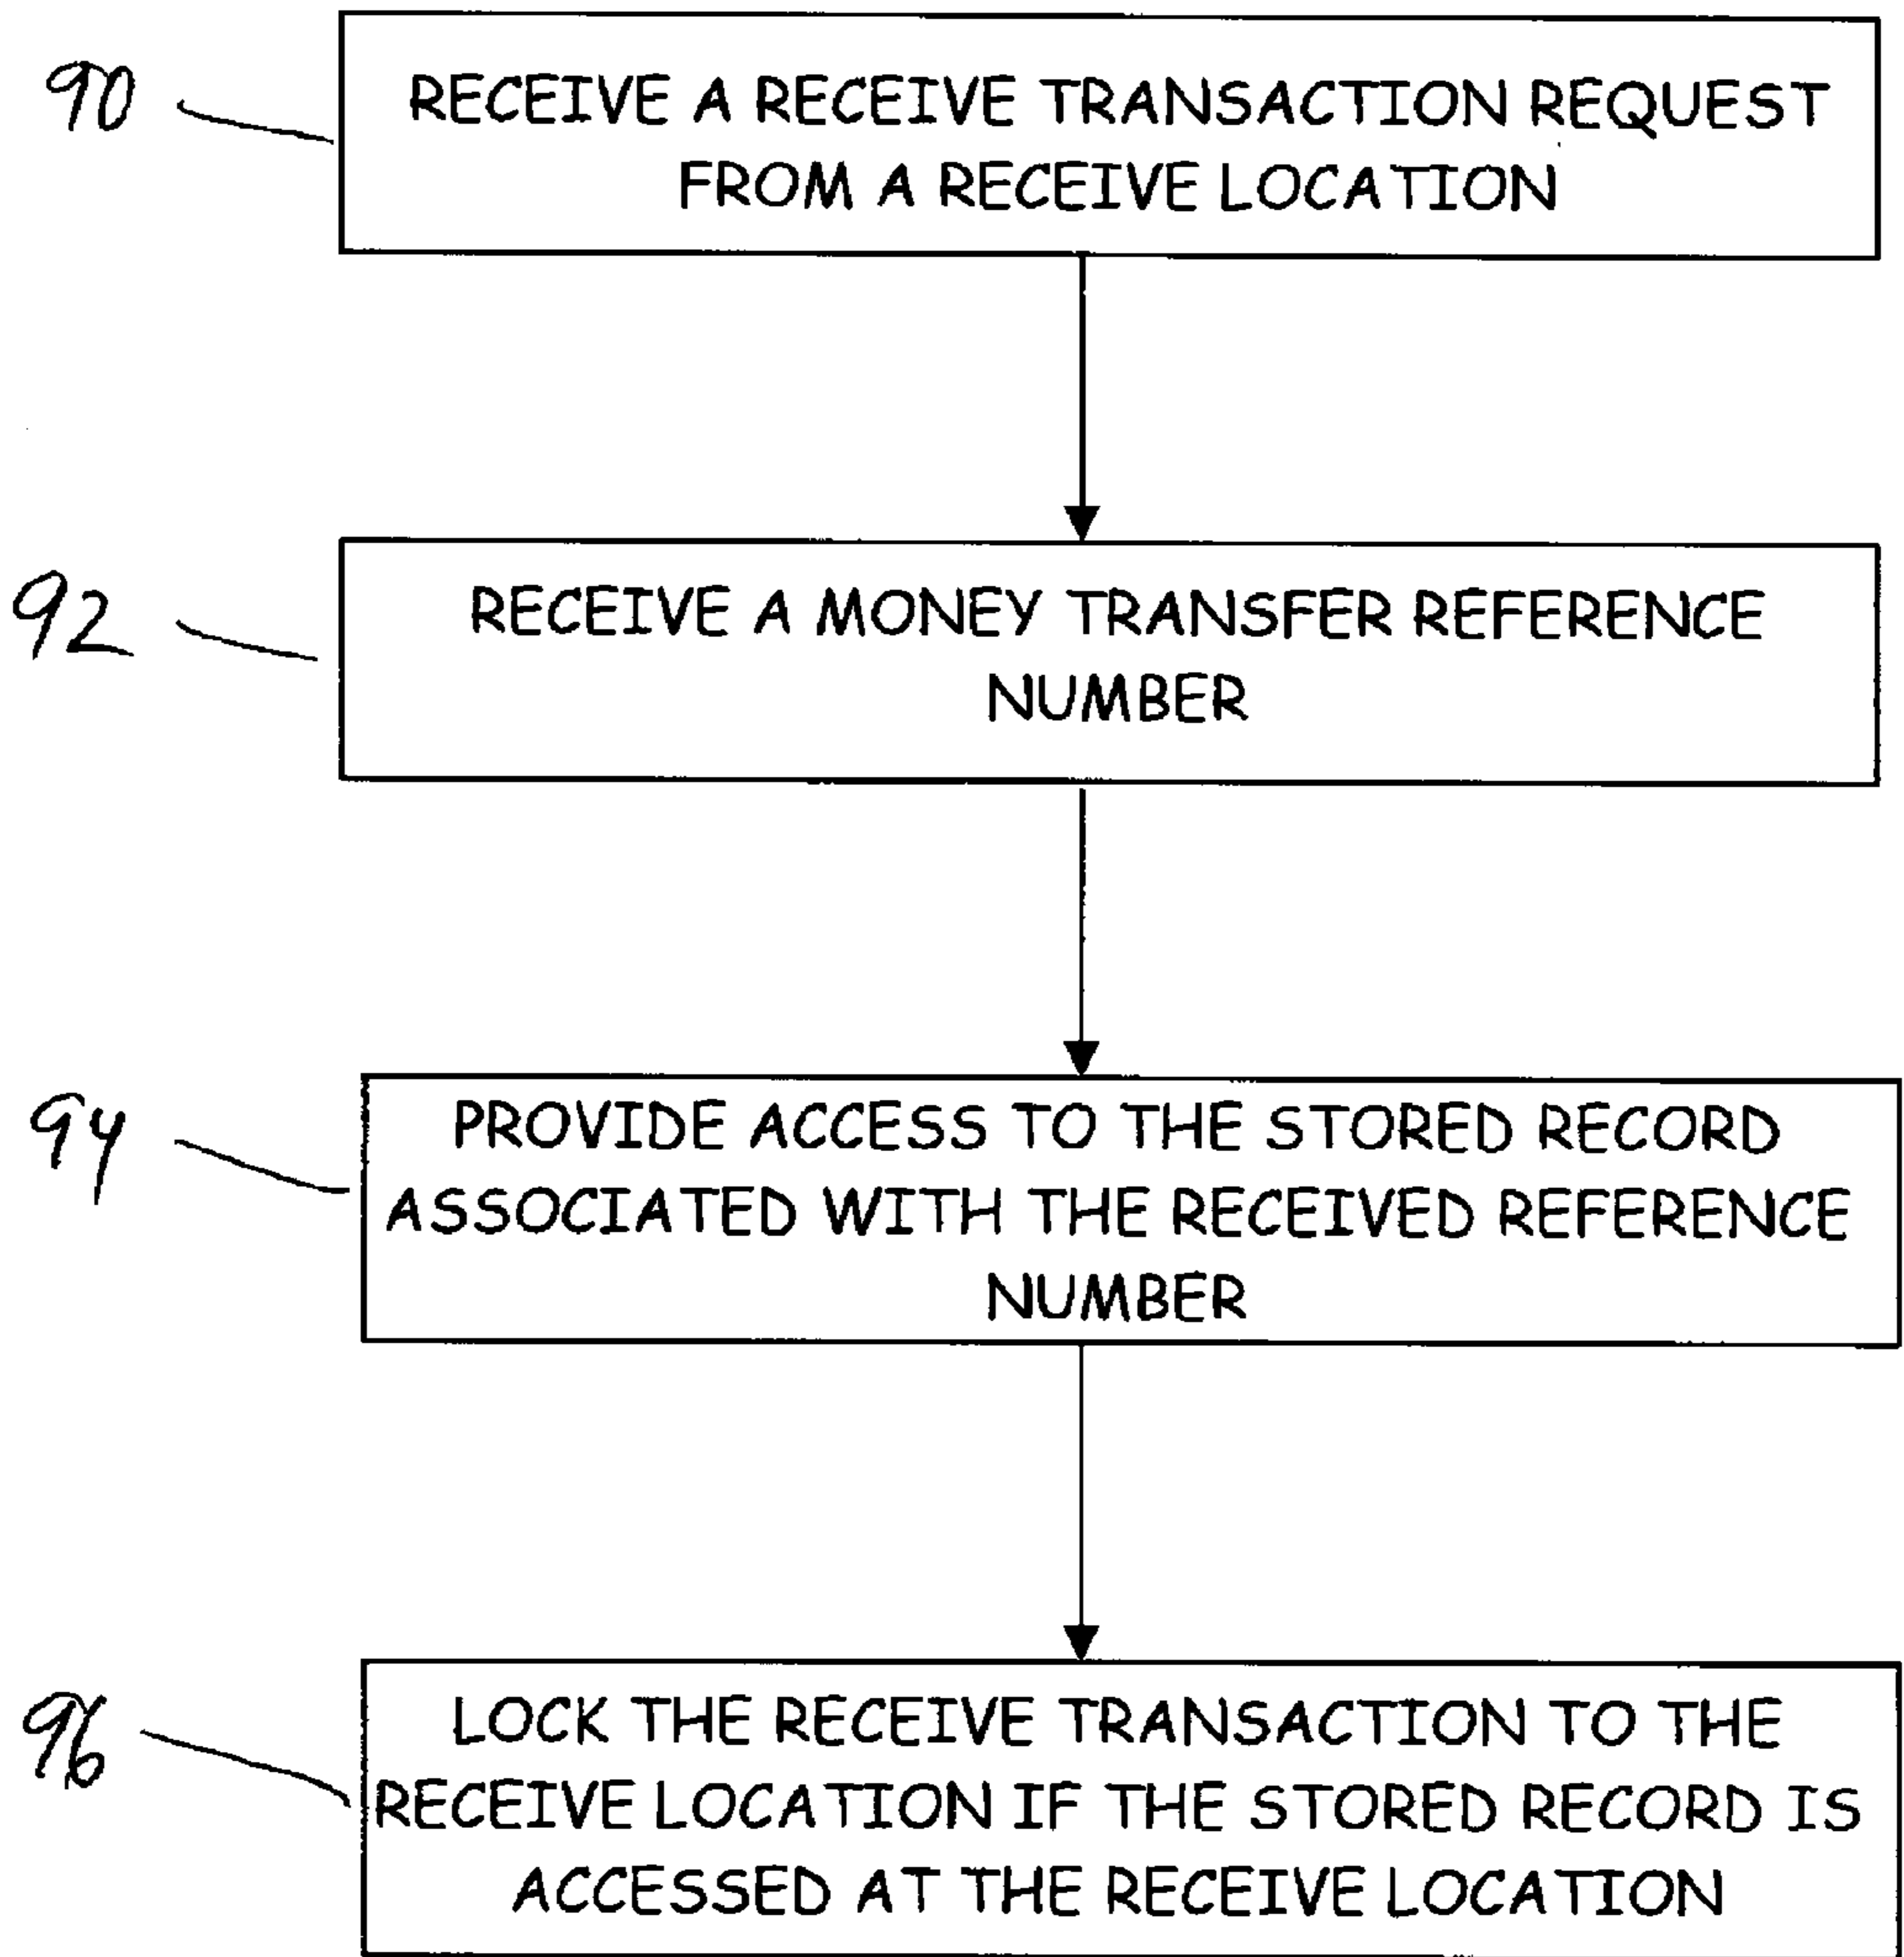 90
RECEIVE A RECEIVE TRANSACTION REQUEST
FROM A RECEIVE LOCATION
92
RECEIVE A MONEY TRANSFER REFERENCE
NUMBER
94
PROVIDE ACCESS TO THE STORED RECORD
ASSOCIATED WITH THE RECEIVED REFERENCE
NUMBER
96
LOCK THE RECEIVE TRANSACTION TO THE
RECEIVE LOCATION IF THE STORED RECORD IS
ACCESSED AT THE RECEIVE LOCATION